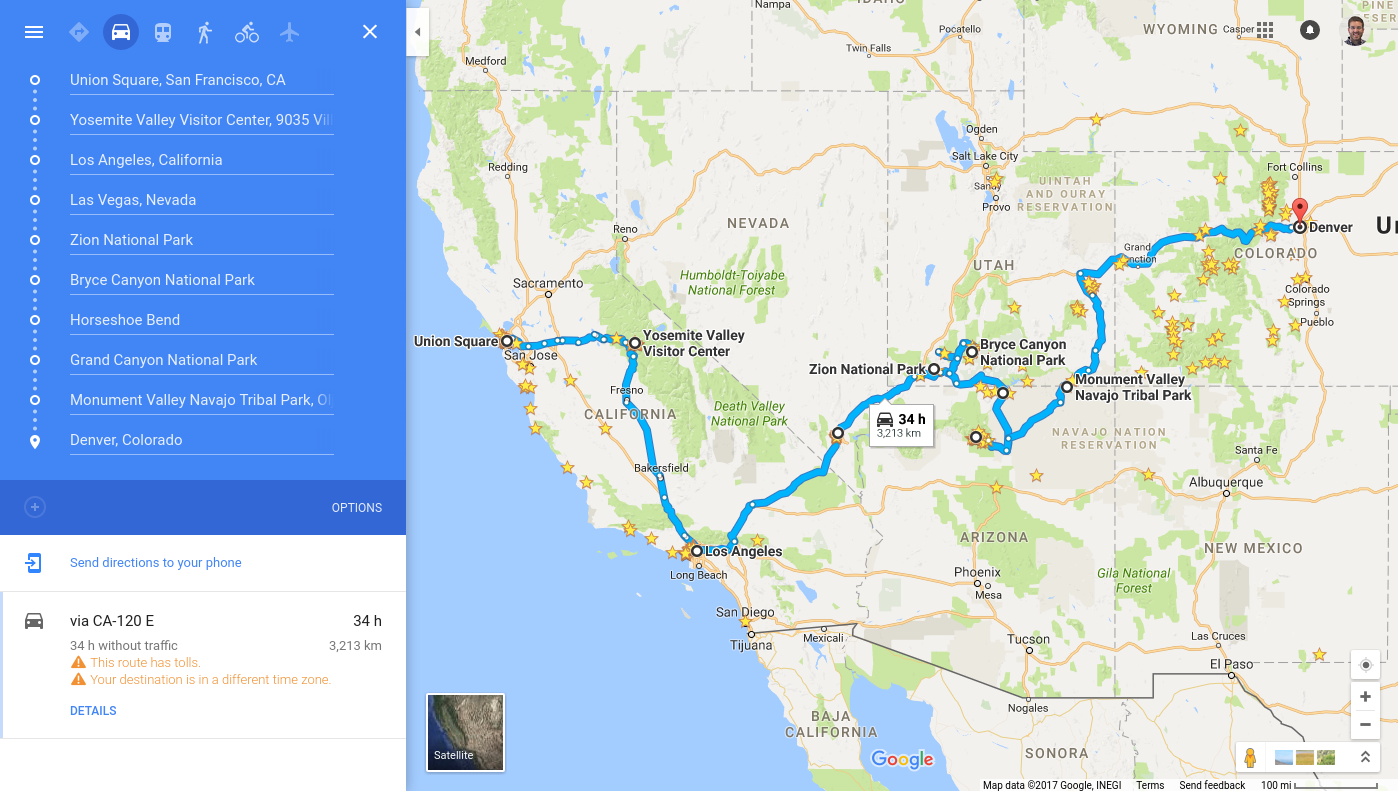 Union Square, San Francisco, CA
Yosemite Valley Visitor Center, 9035 Vil
Los Angeles, California
Las Vegas, Nevada
Zion National Park
Bryce Canyon National Park
Horseshoe Bend
Grand Canyon National Park
Monument Valley Navajo Tribal Park, Ol
Denver, Colorado
OPTIONS
Send directions to your phone
via CA-120 E
34 h
34 h without traffic
3,213 km
This route has tolls.
Your destination is in a different time zone.
DETAILS
Nampa
IDAHO
WYOMING
Casper
Pocatello
Twin Falls
Medford
Ogden
Salt Lake City
Sandy
Provo
UINTAH
AND OURAY
RESERVATION
Fort Collins
Redding
NEVADA
Reno
Denver
COLORADO
Grand
Junction
UTAH
Humboldt-Toiyabe
National Forest
Sacramento
Colorado
Springs
Pueblo
Union Square
San Jose
Yosemite Valley
Visitor Center
Bryce Canyon
National Park
Zion National Park
Monument Valley
Navajo Tribal Park
Fresno
CALIFORNIA
Death Valley
National Park
34 h
3,213 km
NAVAJO NATION
RESERVATION
Santa Fe
Bakersfield
Albuquerque
Los Angeles
Long Beach
ARIZONA
NEW MEXICO
Phoenix
Mesa
Gila National
Forest
San Diego
Tijuana
Mexicali
Tucson
Las Cruces
El Paso
Nogales
BAJA
CALIFORNIA
SONORA
Satellite
Google
Map data ©2017 Google, INEGI
Terms
Send feedback
100 mi